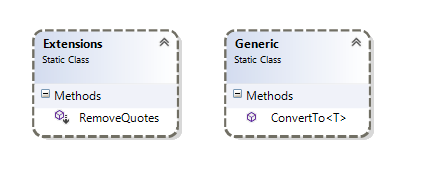 Extensions
Static Class
Methods
RemoveQuotes
Generic
Static Class
Methods
ConvertTo<T>